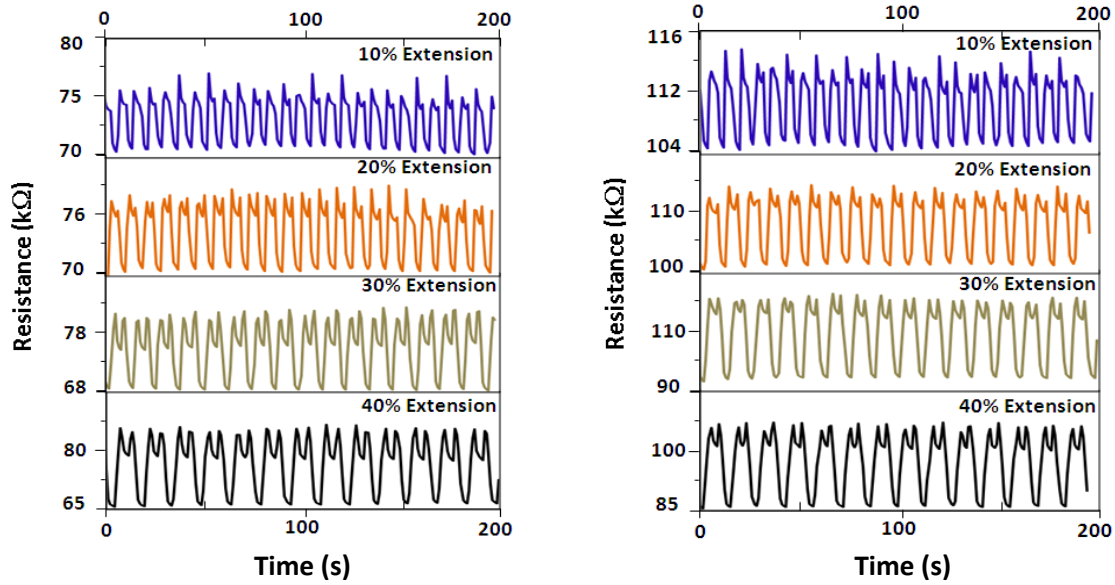 0 100 200
80
10% Extension
75
70
20% Extension
76
70
30% Extension
78
68
40% Extension
80
65
0 100 200
Resistance (kΩ)
Time (s)
0 100 200
116
10% Extension
112
104
20% Extension
110
100
30% Extension
110
90
40% Extension
100
85
0 100 200
Resistance (kΩ)
Time (s)